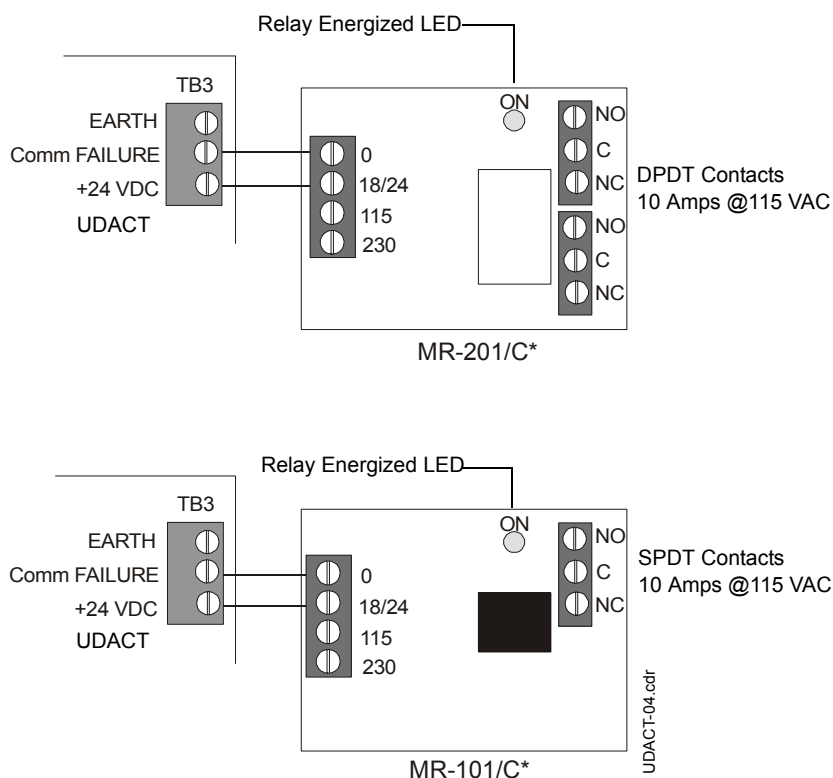 Relay Energized LED
TB3
EARTH
Comm FAILURE
+24 VDC
UDACT
0
18/24
115
230
ON
NO
C
NC
NO
C
NC
DPDT Contacts
10 Amps @115 VAC
MR-201/C*
Relay Energized LED
TB3
EARTH
Comm FAILURE
+24 VDC
UDACT
0
18/24
115
230
ON
NO
C
NC
SPDT Contacts
10 Amps @115 VAC
UDACT-04.cdr
MR-101/C*